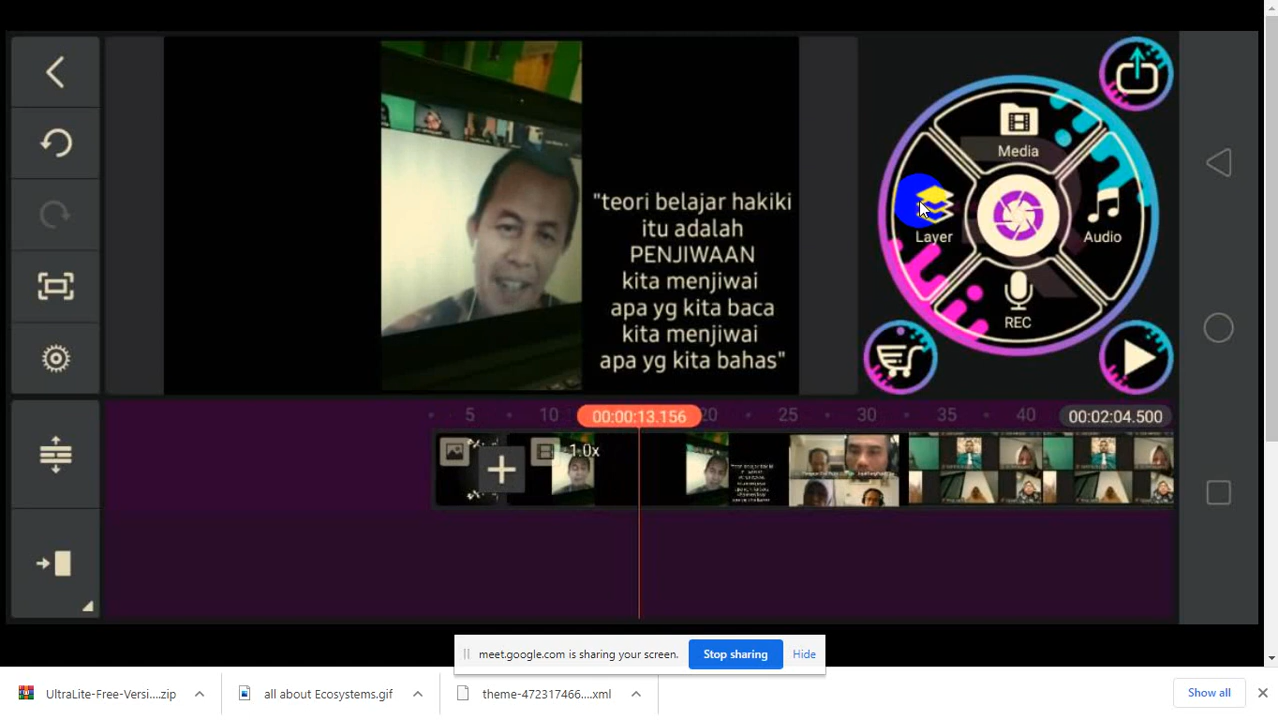 "teori belajar hakiki
itu adalah
PENJIWAAN
kita menjiwai
apa yg kita baca
kita menjiwai
apa yg kita bahas"
Media
Layer
Audio
REC
5
10
00:00:13.156
20
25
30
35
40
00:02:04.500
1.0x
meet.google.com is sharing your screen.
Stop sharing
Hide
UltraLite-Free-Versi....zip
all about Ecosystems.gif
theme-472317466....xml
Show all